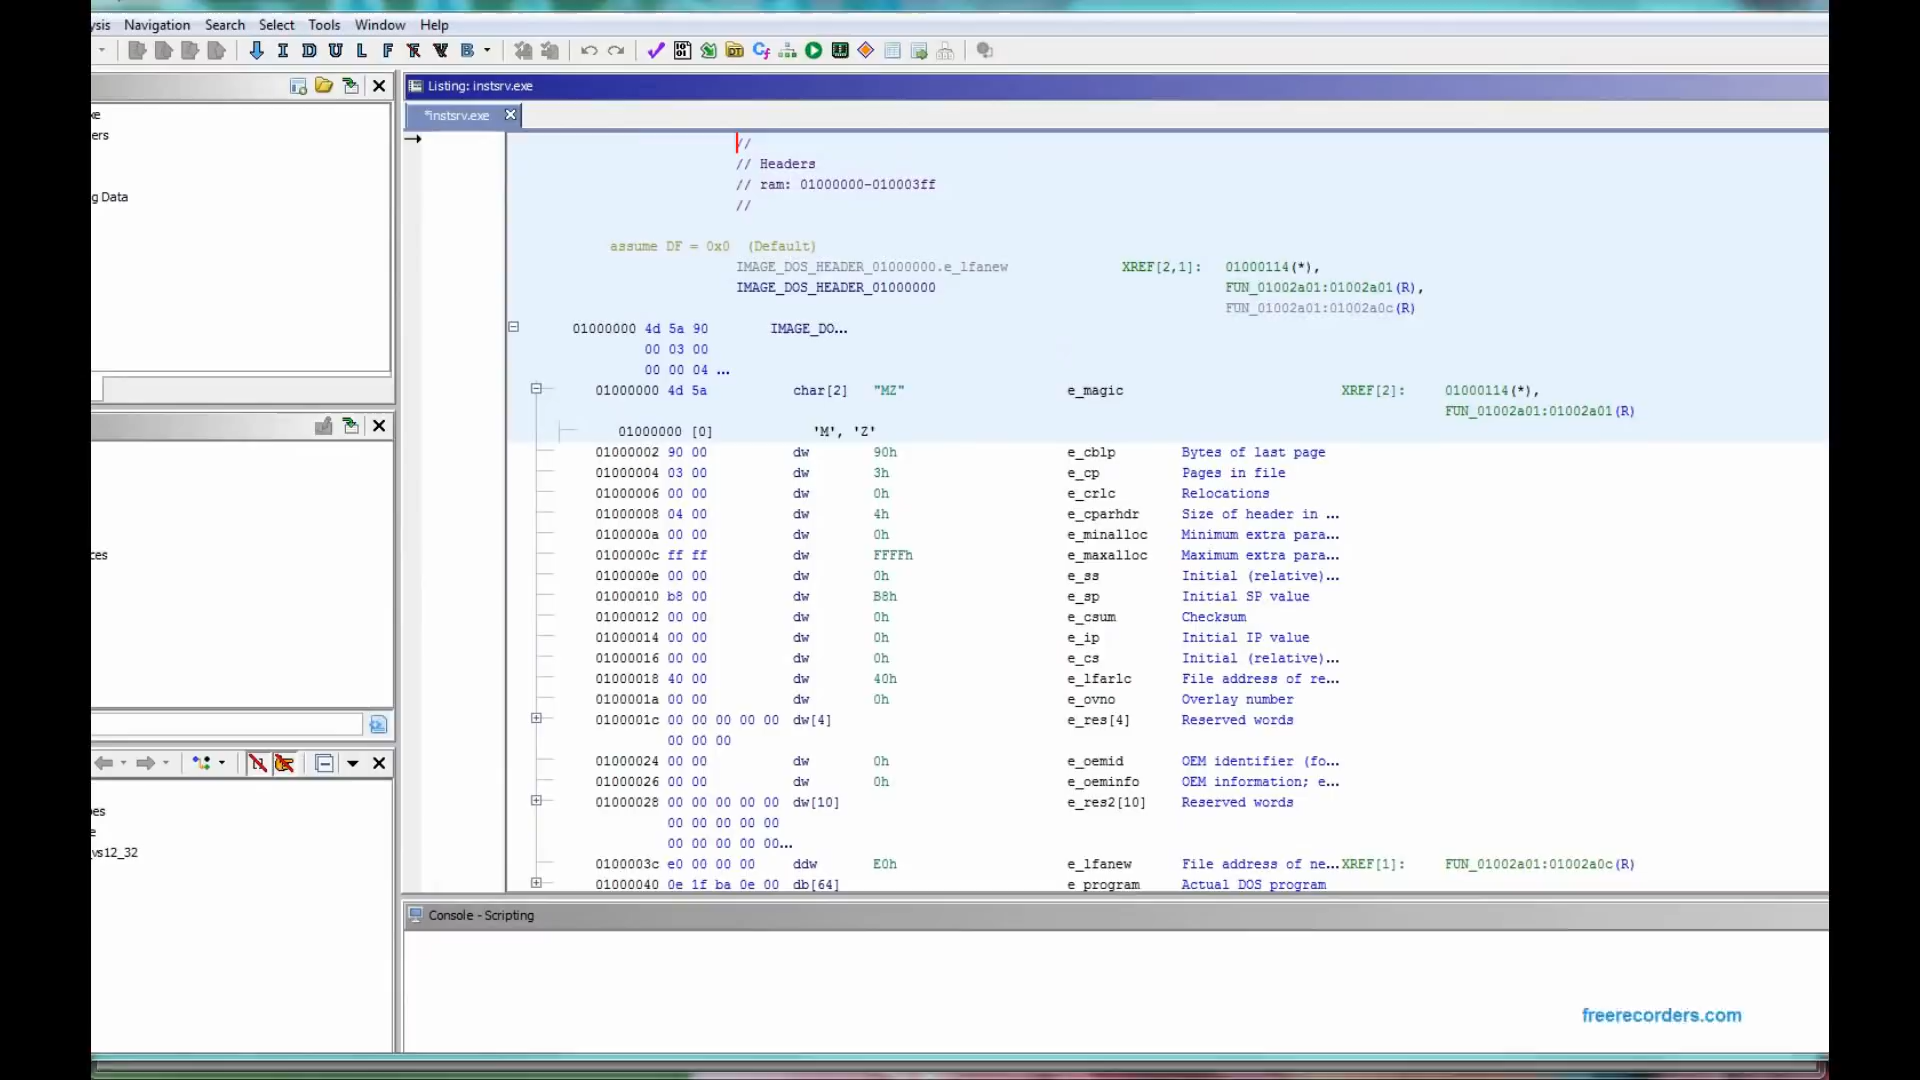 ysis Navigation Search Select Tools Window Help
I D U L F B
Listing: instsrv.exe
*instsrv.exe
xe
ers
g Data
ces
es
e
_vs12_32
//
// Headers
// ram: 01000000-010003ff
//
assume DF = 0x0 (Default)
IMAGE_DOS_HEADER_01000000.e_lfanew XREF[2,1]: 01000114(*),
IMAGE_DOS_HEADER_01000000 FUN_01002a01:01002a01(R),
FUN_01002a01:01002a0c(R)
01000000 4d 5a 90 IMAGE_DO...
00 03 00
00 00 04 ...
01000000 4d 5a char[2] "MZ" e_magic XREF[2]: 01000114(*),
FUN_01002a01:01002a01(R)
01000000 [0] 'M', 'Z'
01000002 90 00 dw 90h e_cblp Bytes of last page
01000004 03 00 dw 3h e_cp Pages in file
01000006 00 00 dw 0h e_crlc Relocations
01000008 04 00 dw 4h e_cparhdr Size of header in ...
0100000a 00 00 dw 0h e_minalloc Minimum extra para...
0100000c ff ff dw FFFFh e_maxalloc Maximum extra para...
0100000e 00 00 dw 0h e_ss Initial (relative)...
01000010 b8 00 dw B8h e_sp Initial SP value
01000012 00 00 dw 0h e_csum Checksum
01000014 00 00 dw 0h e_ip Initial IP value
01000016 00 00 dw 0h e_cs Initial (relative)...
01000018 40 00 dw 40h e_lfarlc File address of re...
0100001a 00 00 dw 0h e_ovno Overlay number
0100001c 00 00 00 00 00 dw[4] e_res[4] Reserved words
00 00 00
01000024 00 00 dw 0h e_oemid OEM identifier (fo...
01000026 00 00 dw 0h e_oeminfo OEM information; e...
01000028 00 00 00 00 00 dw[10] e_res2[10] Reserved words
00 00 00 00 00
00 00 00 00 00...
0100003c e0 00 00 00 ddw E0h e_lfanew File address of ne... XREF[1]: FUN_01002a01:01002a0c(R)
01000040 0e 1f ba 0e 00 db[64] e_program Actual DOS program
Console - Scripting
freerecorders.com